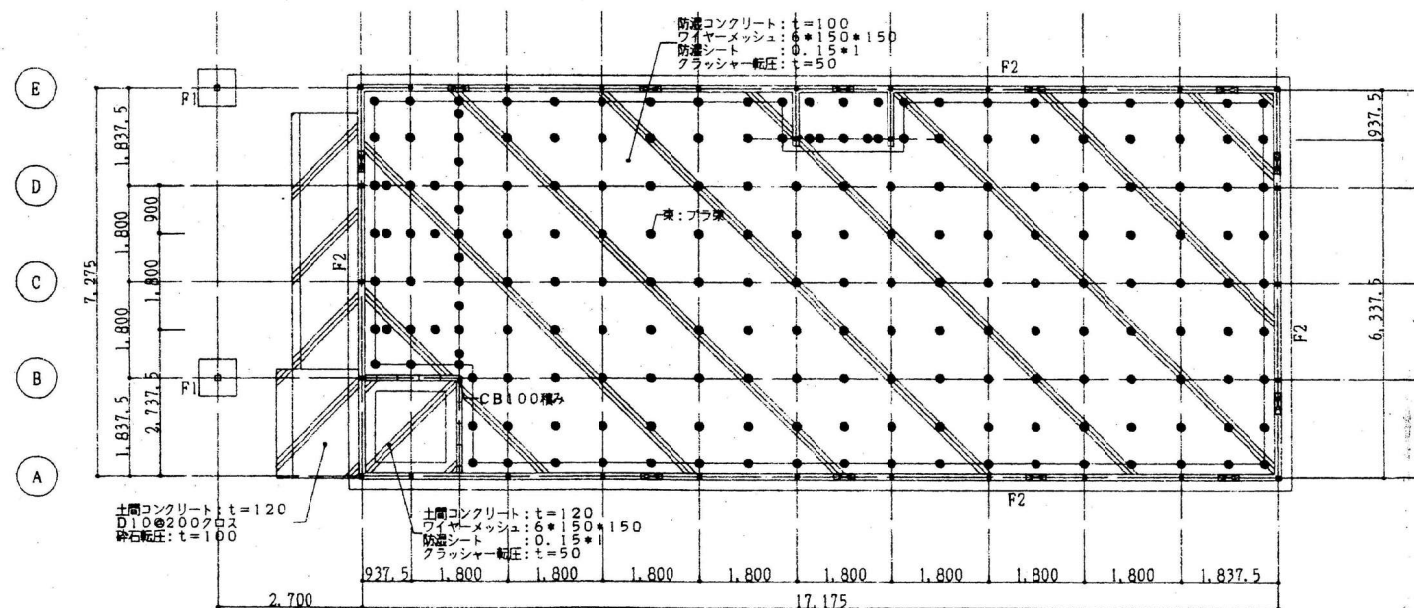 防湿コンクリート：t＝100
ワイヤーメッシュ：6*150*150
防湿シート　　　：0.15*1
クラッシャー転圧：t＝50
F2
E
F1
1,837.5
937.5
D
900
束：プラ束
1,800
F2
C
7,275
1,800
1,800
6,337.5
F2
B
F1
CB100積み
1,837.5
2,737.5
A
F2
土間コンクリート：t＝120
D10@200クロス
砕石転圧：t＝100
土間コンクリート：t＝120
ワイヤーメッシュ：6*150*150
防湿シート　　　：0.15*1
クラッシャー転圧：t＝50
937.5 1,800 1,800 1,800 1,800 1,800 1,800 1,800 1,800 1,837.5
2,700 17,175